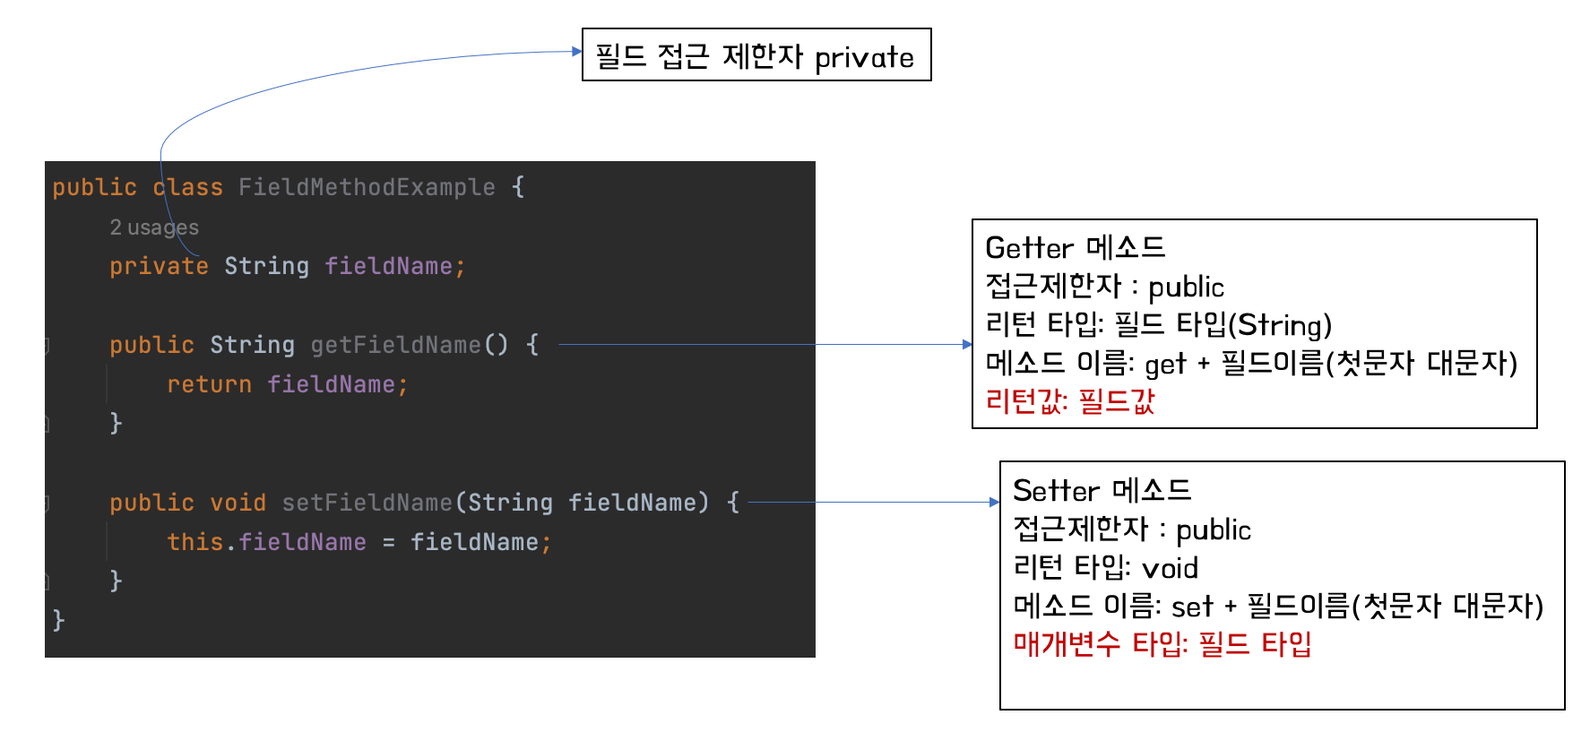 필드 접근 제한자 private
public class FieldMethodExample {
2 usages
private String fieldName;
public String getFieldName() {
return fieldName;
}
public void setFieldName(String fieldName) {
this.fieldName = fieldName;
}
}
Getter 메소드
접근제한자 : public
리턴 타입: 필드 타입(String)
메소드 이름: get + 필드이름(첫문자 대문자)
리턴값: 필드값
Setter 메소드
접근제한자 : public
리턴 타입: void
메소드 이름: set + 필드이름(첫문자 대문자)
매개변수 타입: 필드 타입